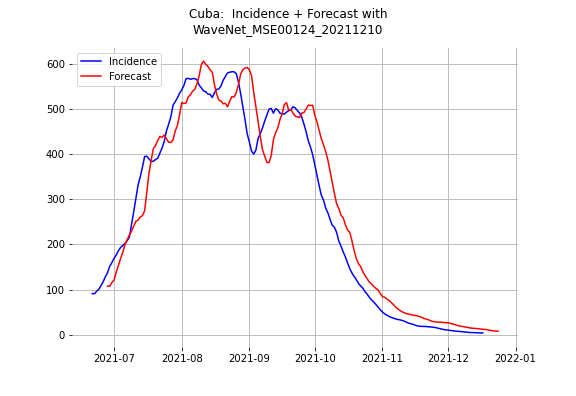 Cuba:  Incidence + Forecast with
WaveNet_MSE00124_20211210
Incidence
Forecast
600
500
400
300
200
100
0
2021-07 2021-08 2021-09 2021-10 2021-11 2021-12 2022-01